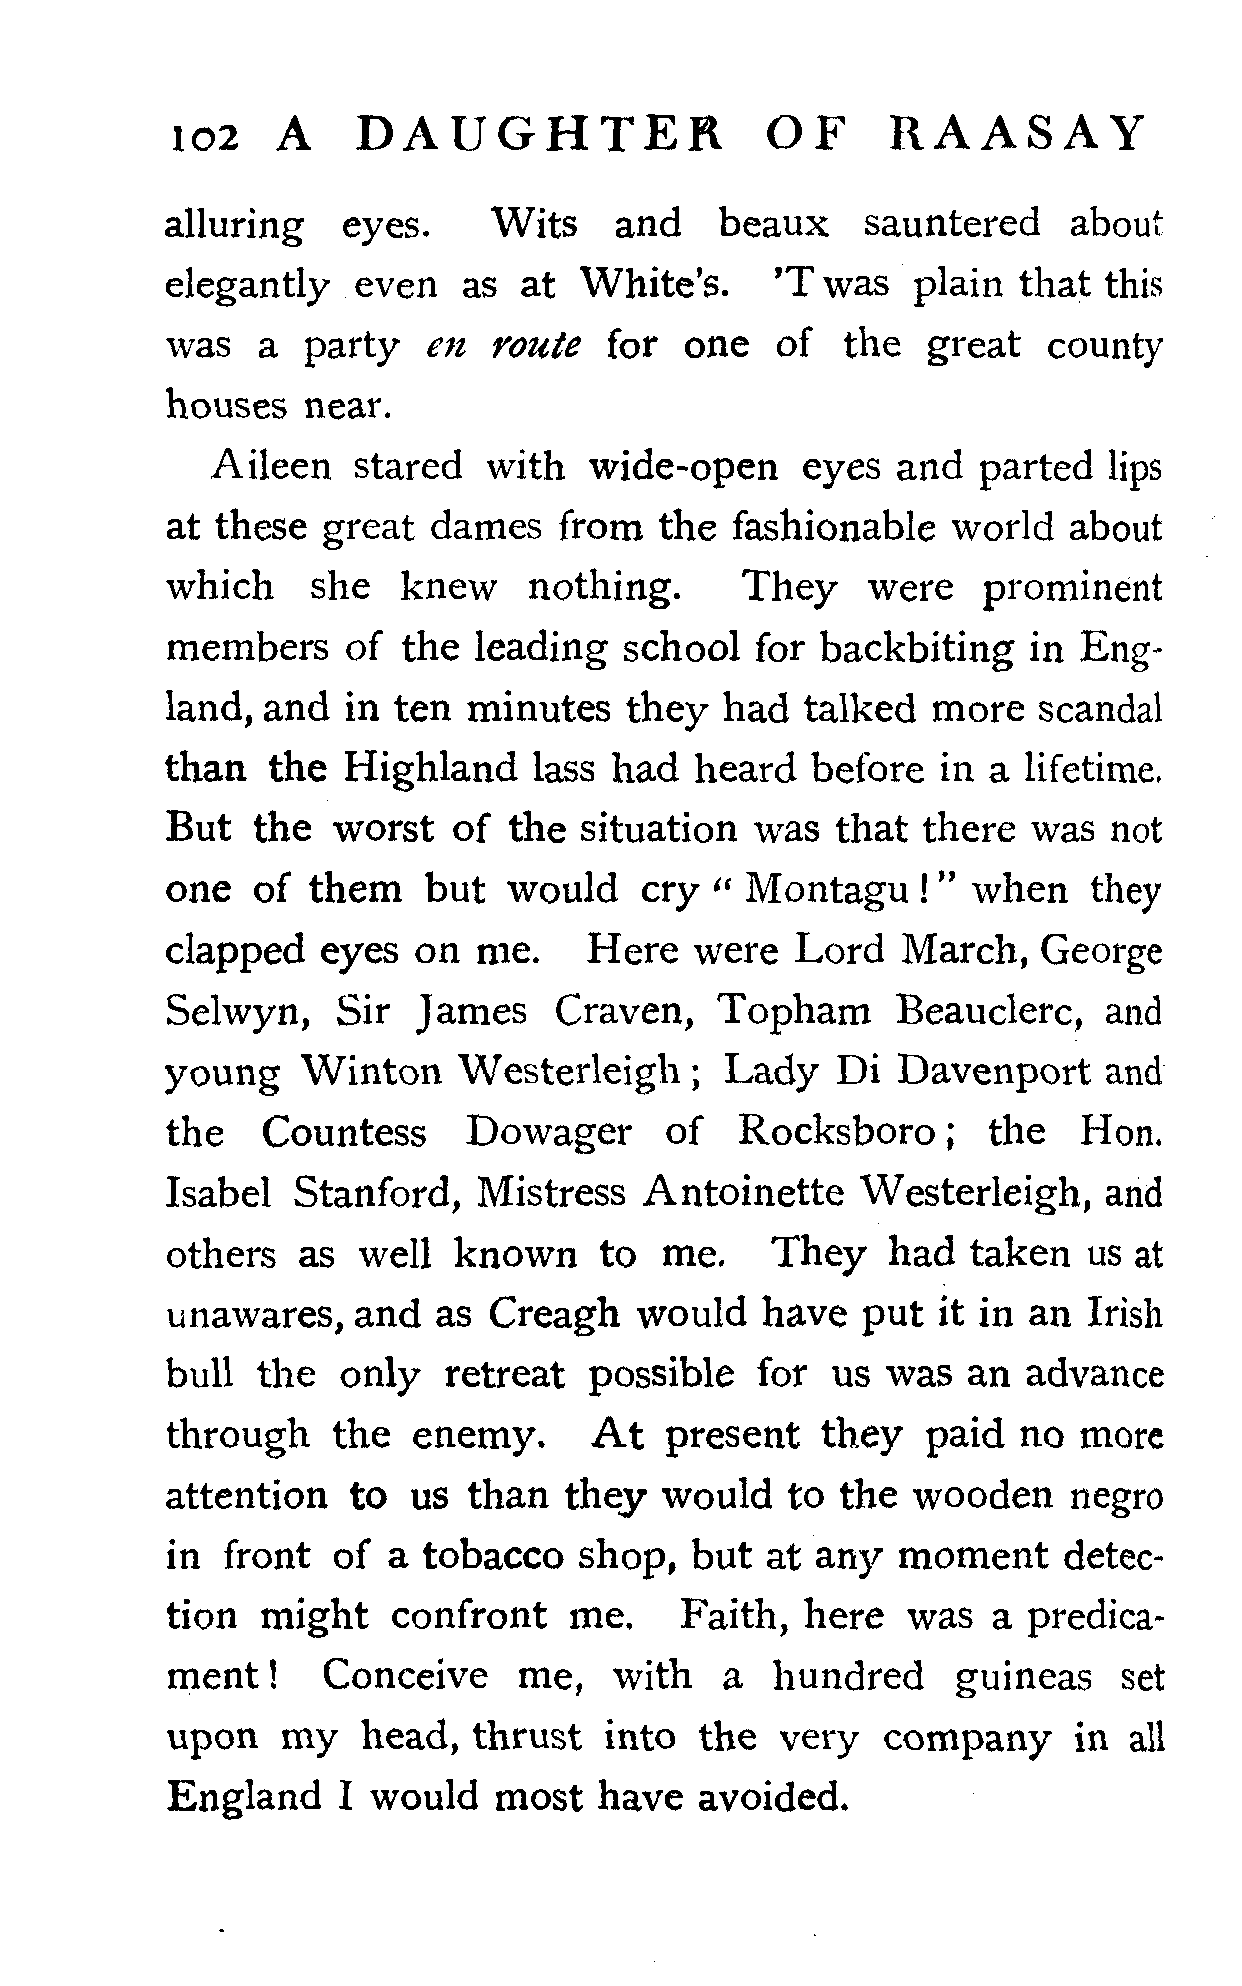 102 A DAUGHTER OF RAASAY
alluring eyes. Wits and beaux sauntered about
elegantly even as at White's. 'T was plain that this
was a party en route for one of the great county
houses near.
Aileen stared with wide-open eyes and parted lips
at these great dames from the fashionable world about
which she knew nothing. They were prominent
members of the leading school for backbiting in Eng-
land, and in ten minutes they had talked more scandal
than the Highland lass had heard before in a lifetime.
But the worst of the situation was that there was not
one of them but would cry " Montagu ! " when they
clapped eyes on me. Here were Lord March, George
Selwyn, Sir James Craven, Topham Beauclerc, and
young Winton Westerleigh ; Lady Di Davenport and
the Countess Dowager of Rocksboro ; the Hon.
Isabel Stanford, Mistress Antoinette Westerleigh, and
others as well known to me. They had taken us at
unawares, and as Creagh would have put it in an Irish
bull the only retreat possible for us was an advance
through the enemy. At present they paid no more
attention to us than they would to the wooden negro
in front of a tobacco shop, but at any moment detec-
tion might confront me. Faith, here was a predica-
ment ! Conceive me, with a hundred guineas set
upon my head, thrust into the very company in all
England I would most have avoided.